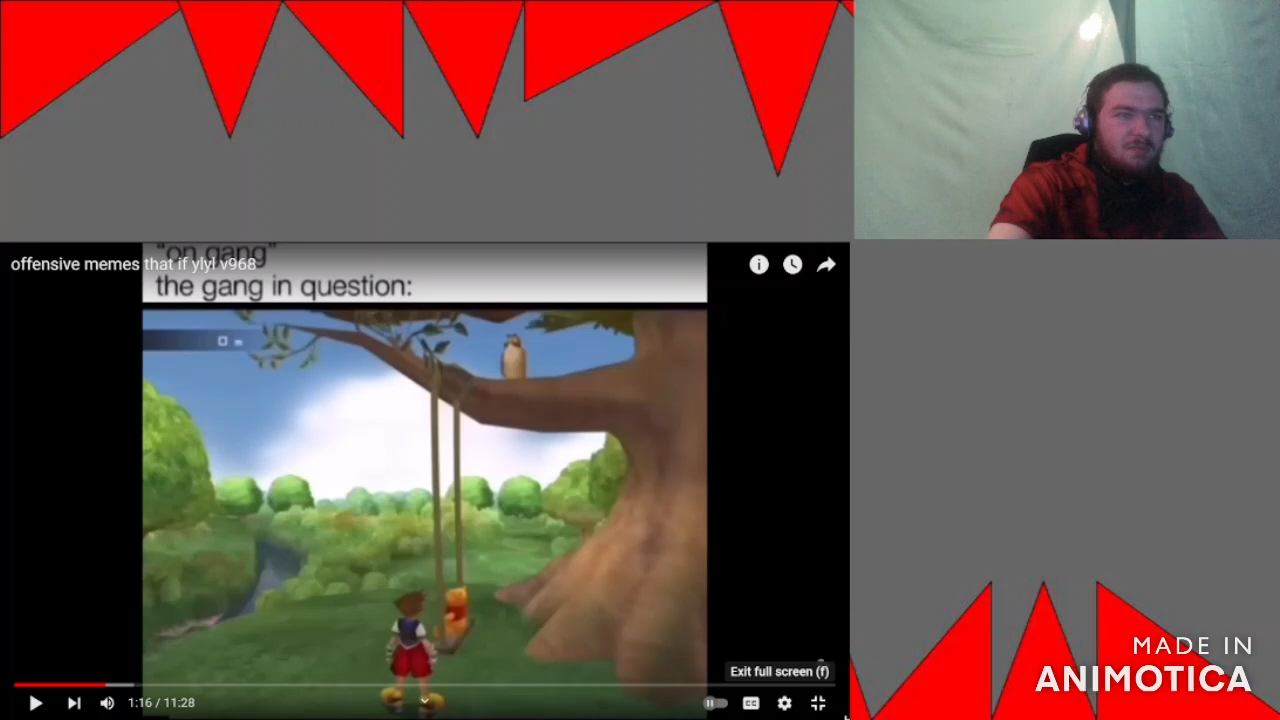 "on gang"
offensive memes that if ylyl v968
the gang in question:
Exit full screen (f)
1:16 / 11:28
CC
MADE IN
ANIMOTICA